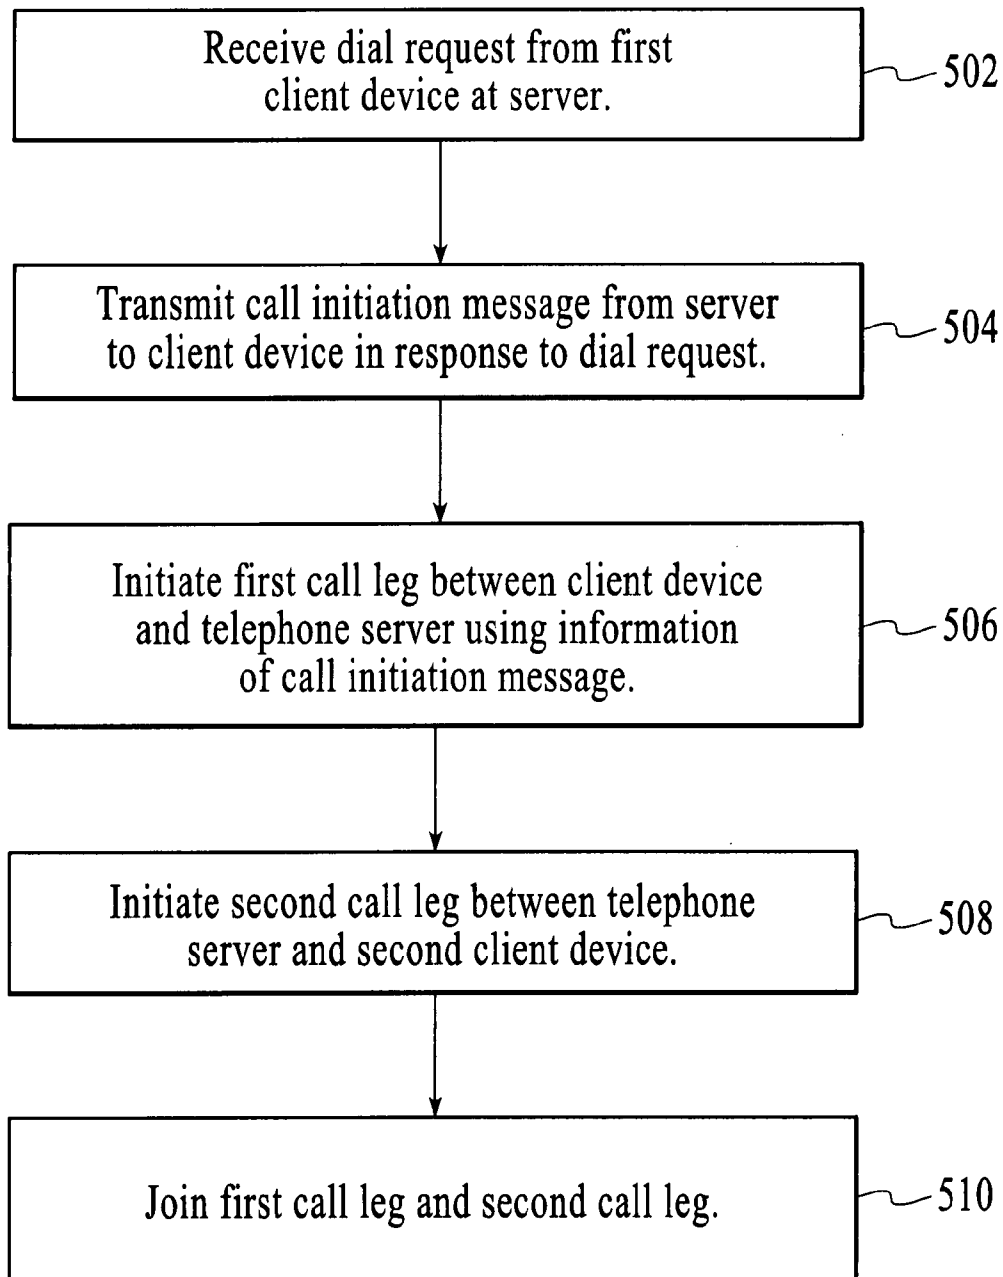 Receive dial request from first
client device at server.
502
Transmit call initiation message from server
to client device in response to dial request.
504
Initiate first call leg between client device
and telephone server using information
of call initiation message.
506
Initiate second call leg between telephone
server and second client device.
508
Join first call leg and second call leg.
510